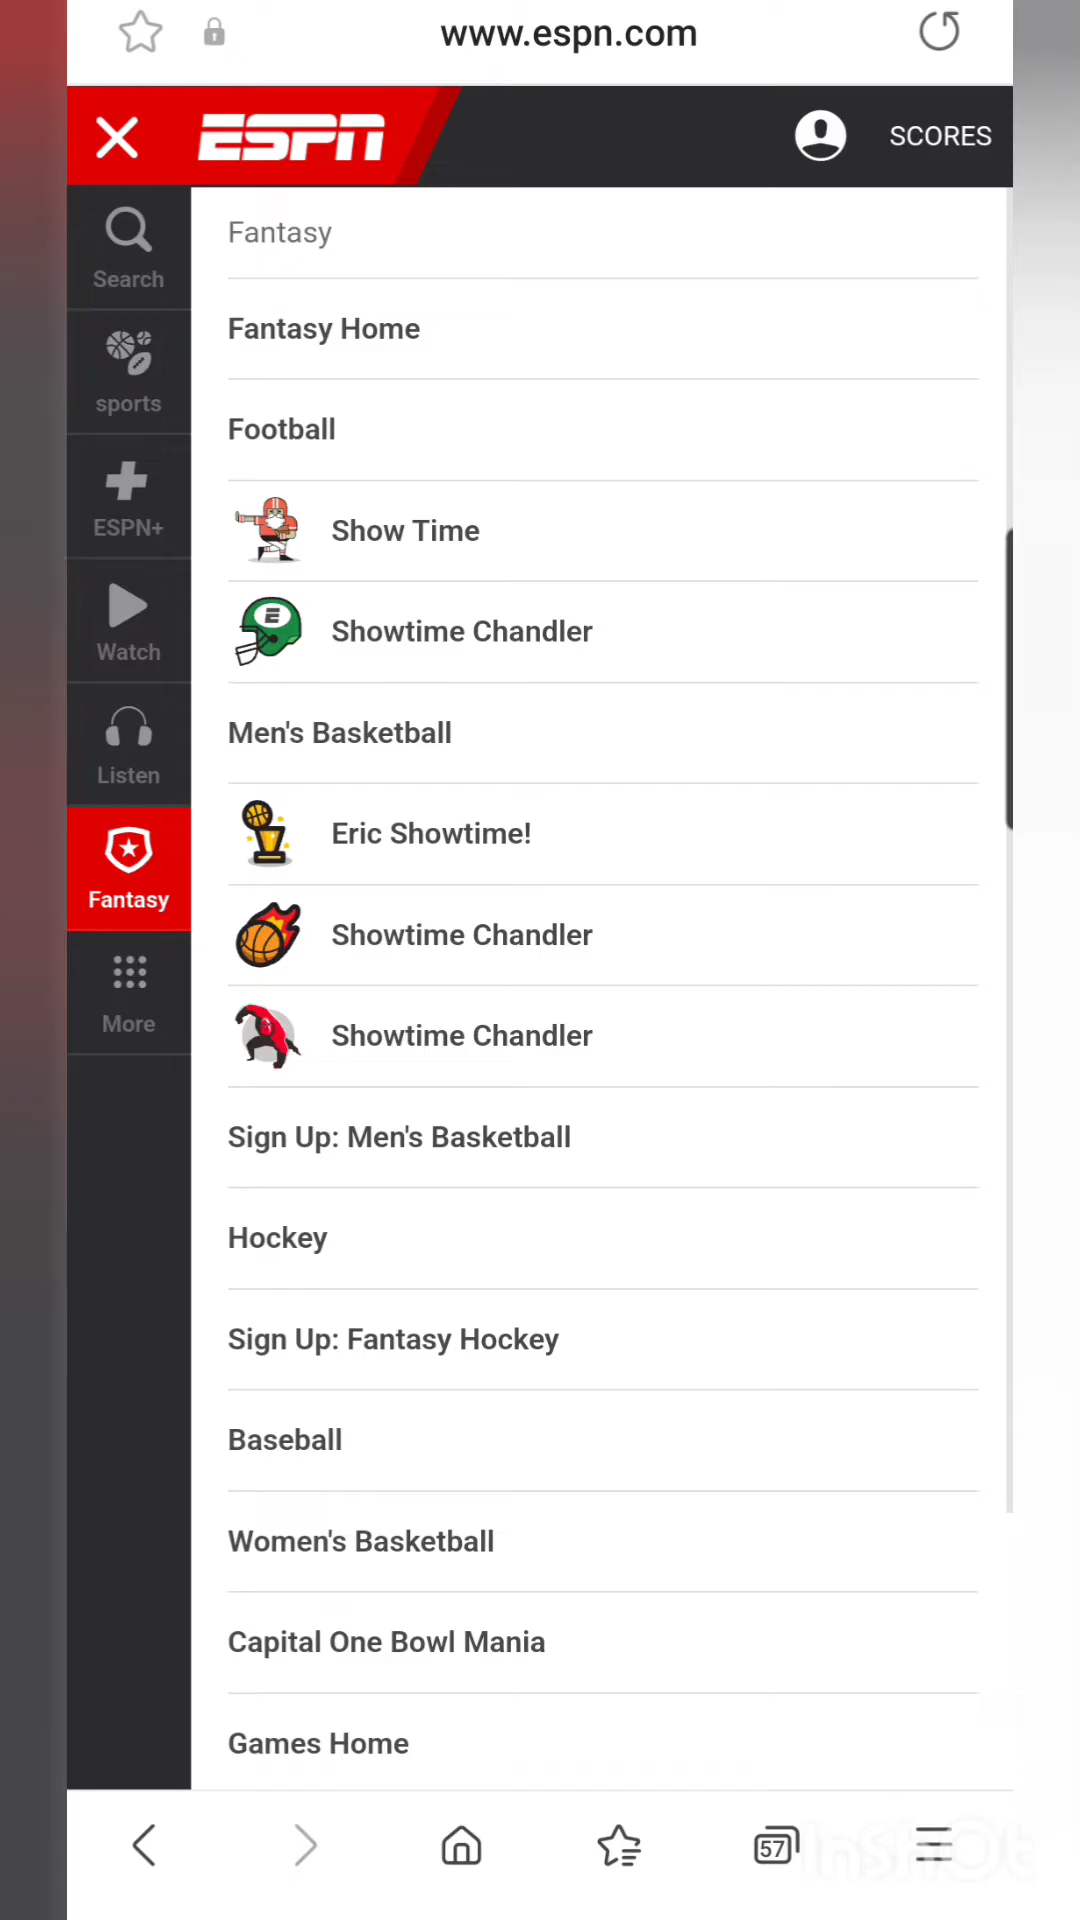 www.espn.com
ESPN
SCORES
Search
sports
ESPN+
Watch
Listen
Fantasy
More
Fantasy
Fantasy Home
Football
Show Time
E
Showtime Chandler
Men's Basketball
Eric Showtime!
Showtime Chandler
Showtime Chandler
Sign Up: Men's Basketball
Hockey
Sign Up: Fantasy Hockey
Baseball
Women's Basketball
Capital One Bowl Mania
Games Home
57
InShOt